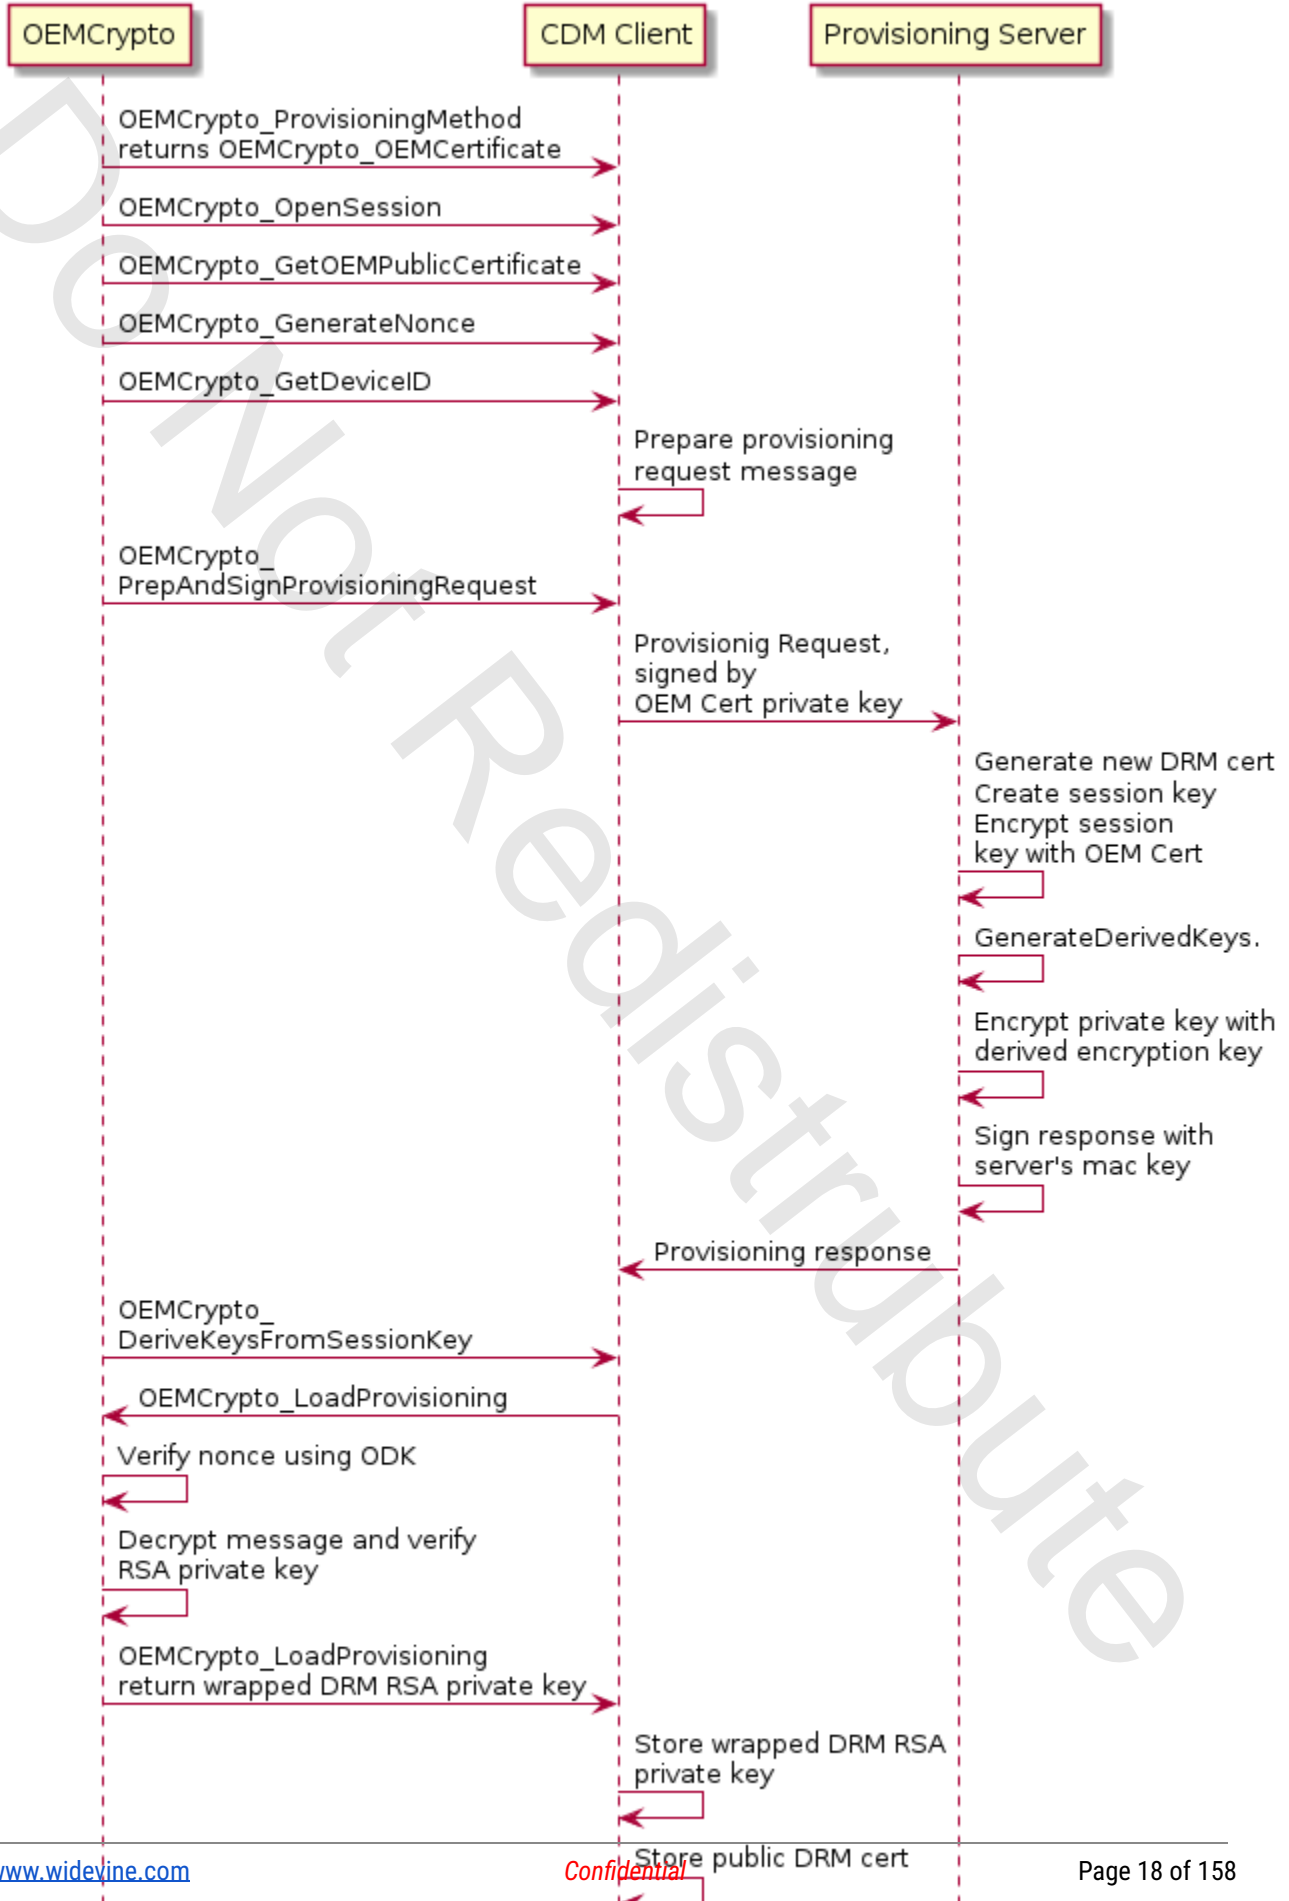 OEMCrypto
CDM Client
Provisioning Server
OEMCrypto_ProvisioningMethod
returns OEMCrypto_OEMCertificate
OEMCrypto_OpenSession
OEMCrypto_GetOEMPublicCertificate
OEMCrypto_GenerateNonce
OEMCrypto_GetDeviceID
Prepare provisioning
request message
OEMCrypto_
PrepAndSignProvisioningRequest
Provisionig Request,
signed by
OEM Cert private key
Generate new DRM cert
Create session key
Encrypt session
key with OEM Cert
GenerateDerivedKeys.
Encrypt private key with
derived encryption key
Sign response with
server's mac key
Provisioning response
OEMCrypto_
DeriveKeysFromSessionKey
OEMCrypto_LoadProvisioning
Verify nonce using ODK
Decrypt message and verify
RSA private key
OEMCrypto_LoadProvisioning
return wrapped DRM RSA private key
Store wrapped DRM RSA
private key
Store public DRM cert
www.widevine.com
Confidential
Page 18 of 158
Do Not Redistrubute